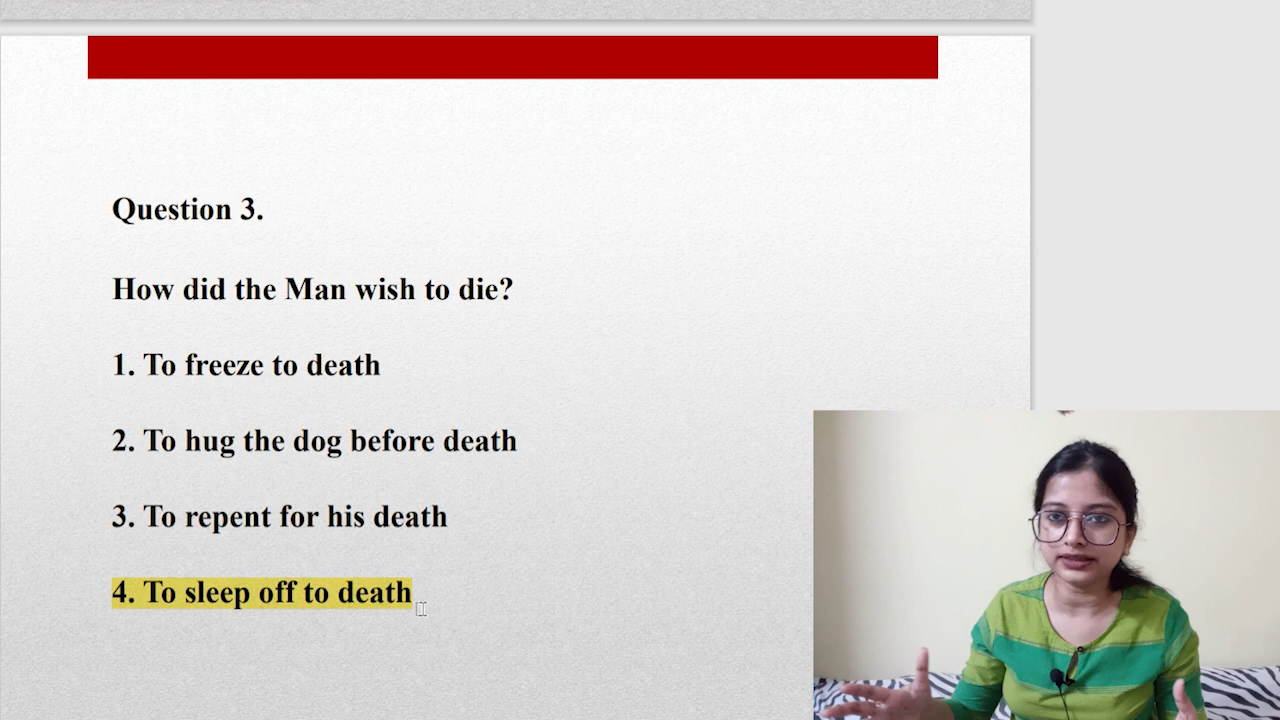 Question 3.
How did the Man wish to die?
1. To freeze to death
2. To hug the dog before death
3. To repent for his death
4. To sleep off to death